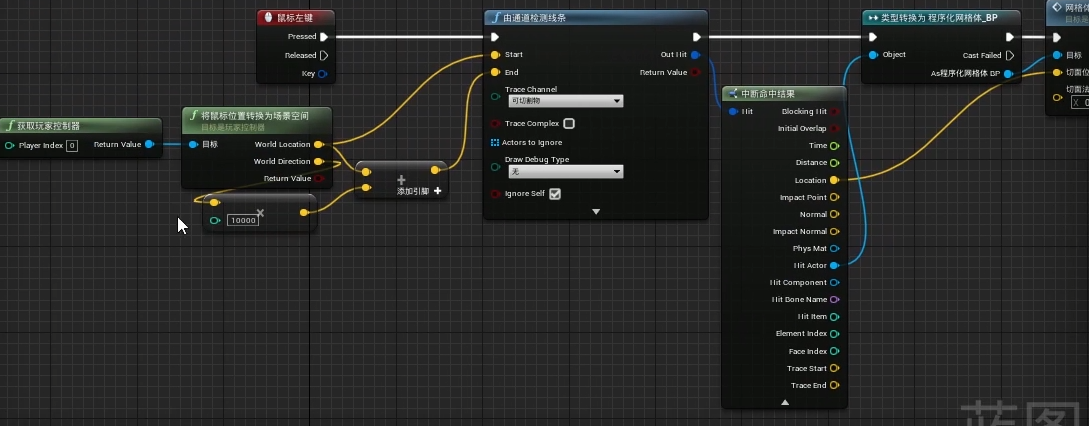 鼠标左键
Pressed
Released
Key
获取玩家控制器
Player Index 0
Return Value
将鼠标位置转换为场景空间
目标是玩家控制器
目标
World Location
World Direction
Return Value
10000
添加引脚
由通道检测线条
Start
Out Hit
End
Return Value
Trace Channel
可切割物
Trace Complex
Actors to Ignore
Draw Debug Type
无
Ignore Self
中断命中结果
Hit
Blocking Hit
Initial Overlap
Time
Distance
Location
Impact Point
Normal
Impact Normal
Phys Mat
Hit Actor
Hit Component
Hit Bone Name
Hit Item
Element Index
Face Index
Trace Start
Trace End
类型转换为 程序化网格体_BP
Object
Cast Failed
As程序化网格体 BP
网格体
目标是
目标
切面位
切面法
X 0
蓝图